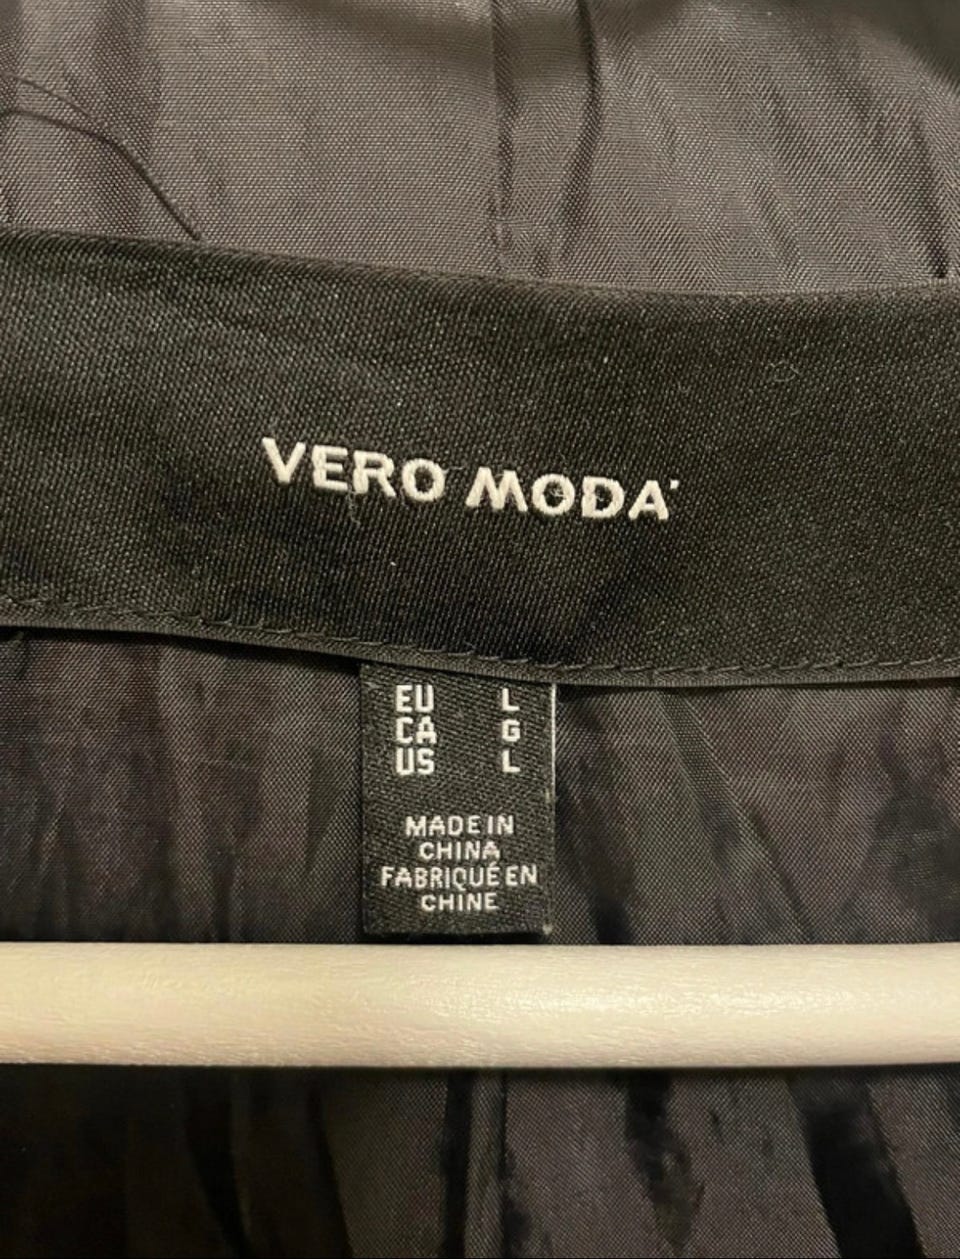 VERO MODA
EU L
CA G
US L
MADE IN
CHINA
FABRIQUÉ EN
CHINE